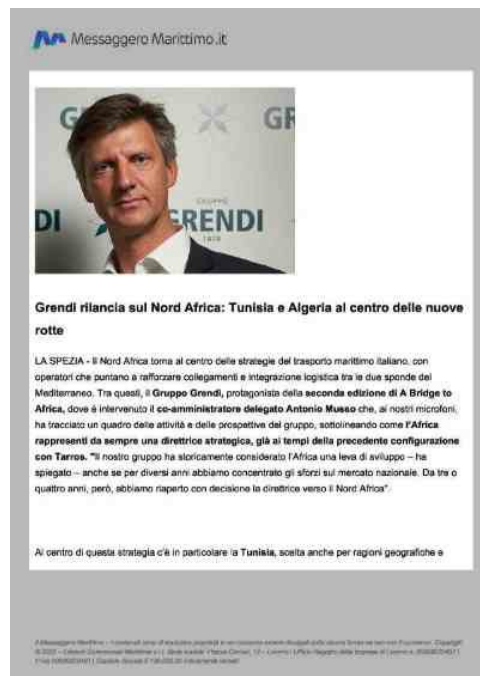 Messaggero Marittimo.it
GRENDI
GR
GRUPPO
DI
GRENDI
1828
Grendi rilancia sul Nord Africa: Tunisia e Algeria al centro delle nuove
rotte
LA SPEZIA - Il Nord Africa torna al centro delle strategie del trasporto marittimo italiano, con
operatori che puntano a rafforzare collegamenti e integrazione logistica tra le due sponde del
Mediterraneo. Tra questi, il Gruppo Grendi, protagonista della seconda edizione di A Bridge to
Africa, dove è intervenuto il co-amministratore delegato Antonio Musso che, ai nostri microfoni,
ha tracciato un quadro delle attività e delle prospettive del gruppo, sottolineando come l'Africa
rappresenti da sempre una direttrice strategica, già ai tempi della precedente configurazione
con Tarros. "Il nostro gruppo ha storicamente considerato l'Africa una leva di sviluppo – ha
spiegato – anche se per diversi anni abbiamo concentrato gli sforzi sul mercato nazionale. Da tre o
quattro anni, però, abbiamo riaperto con decisione la direttrice verso il Nord Africa".
Al centro di questa strategia c'è in particolare la Tunisia, scelta anche per ragioni geografiche e